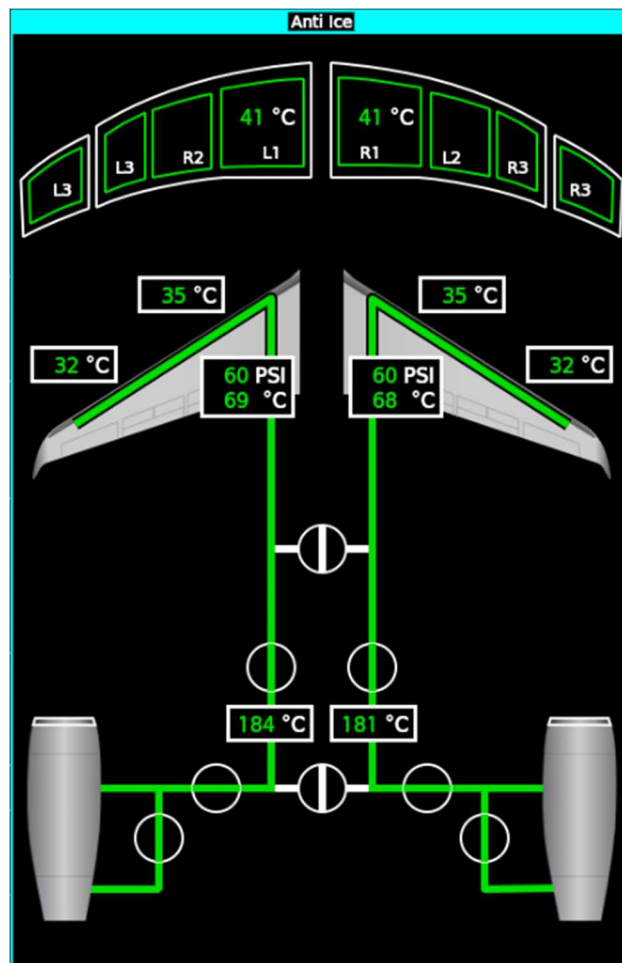 Anti Ice
41 °C
41 °C
L3
L3
R2
L1
R1
L2
R3
R3
35 °C
35 °C
32 °C
32 °C
60 PSI
69 °C
60 PSI
68 °C
184 °C
181 °C